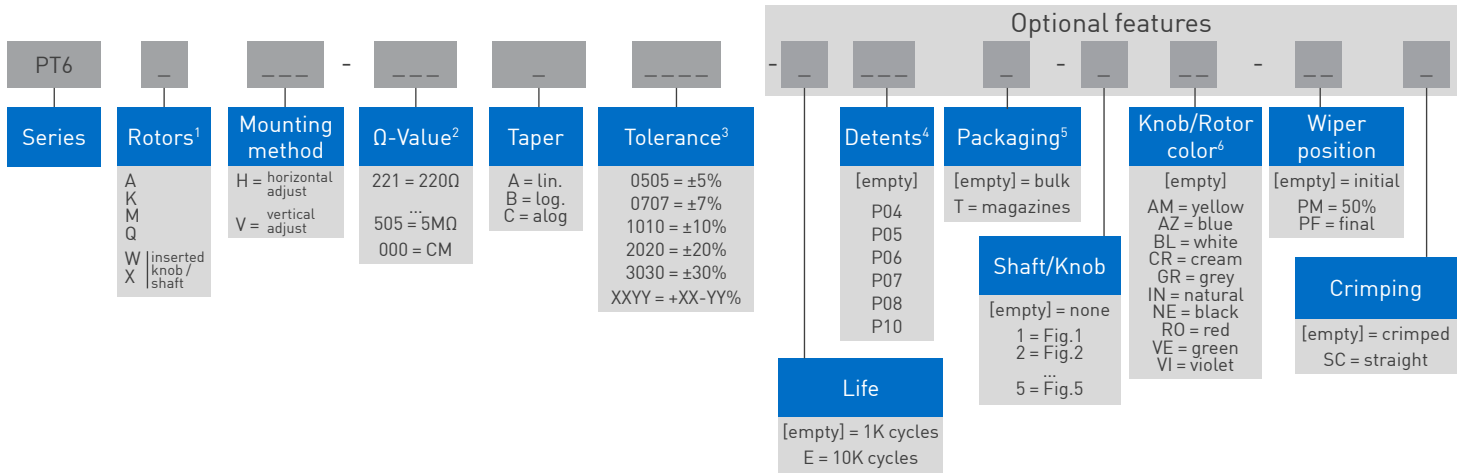 Optional features
PT6 _ _ _ _ - _ _ _ _ _ _ _ _ - _ _ _ _ _ - _ _ _ - _ _ _
Series
Rotors1
A
K
M
Q
W
X
inserted
knob /
shaft
Mounting
method
H = horizontal
adjust
V = vertical
adjust
Ω-Value2
221 = 220Ω
...
505 = 5MΩ
000 = CM
Taper
A = lin.
B = log.
C = alog
Tolerance3
0505 = ±5%
0707 = ±7%
1010 = ±10%
2020 = ±20%
3030 = ±30%
XXYY = +XX-YY%
Life
[empty] = 1K cycles
E = 10K cycles
Detents4
[empty]
P04
P05
P06
P07
P08
P10
Packaging5
[empty] = bulk
T = magazines
Shaft/Knob
[empty] = none
1 = Fig.1
2 = Fig.2
...
5 = Fig.5
Knob/Rotor
color6
[empty]
AM = yellow
AZ = blue
BL = white
CR = cream
GR = grey
IN = natural
NE = black
RO = red
VE = green
VI = violet
Wiper
position
[empty] = initial
PM = 50%
PF = final
Crimping
[empty] = crimped
SC = straight